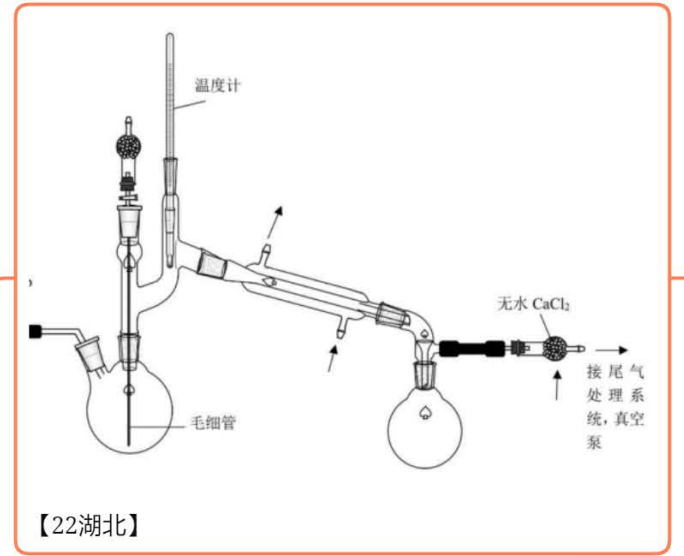 温度计
无水 CaCl₂
接尾气
处理系
统，真空
泵
毛细管
【22湖北】